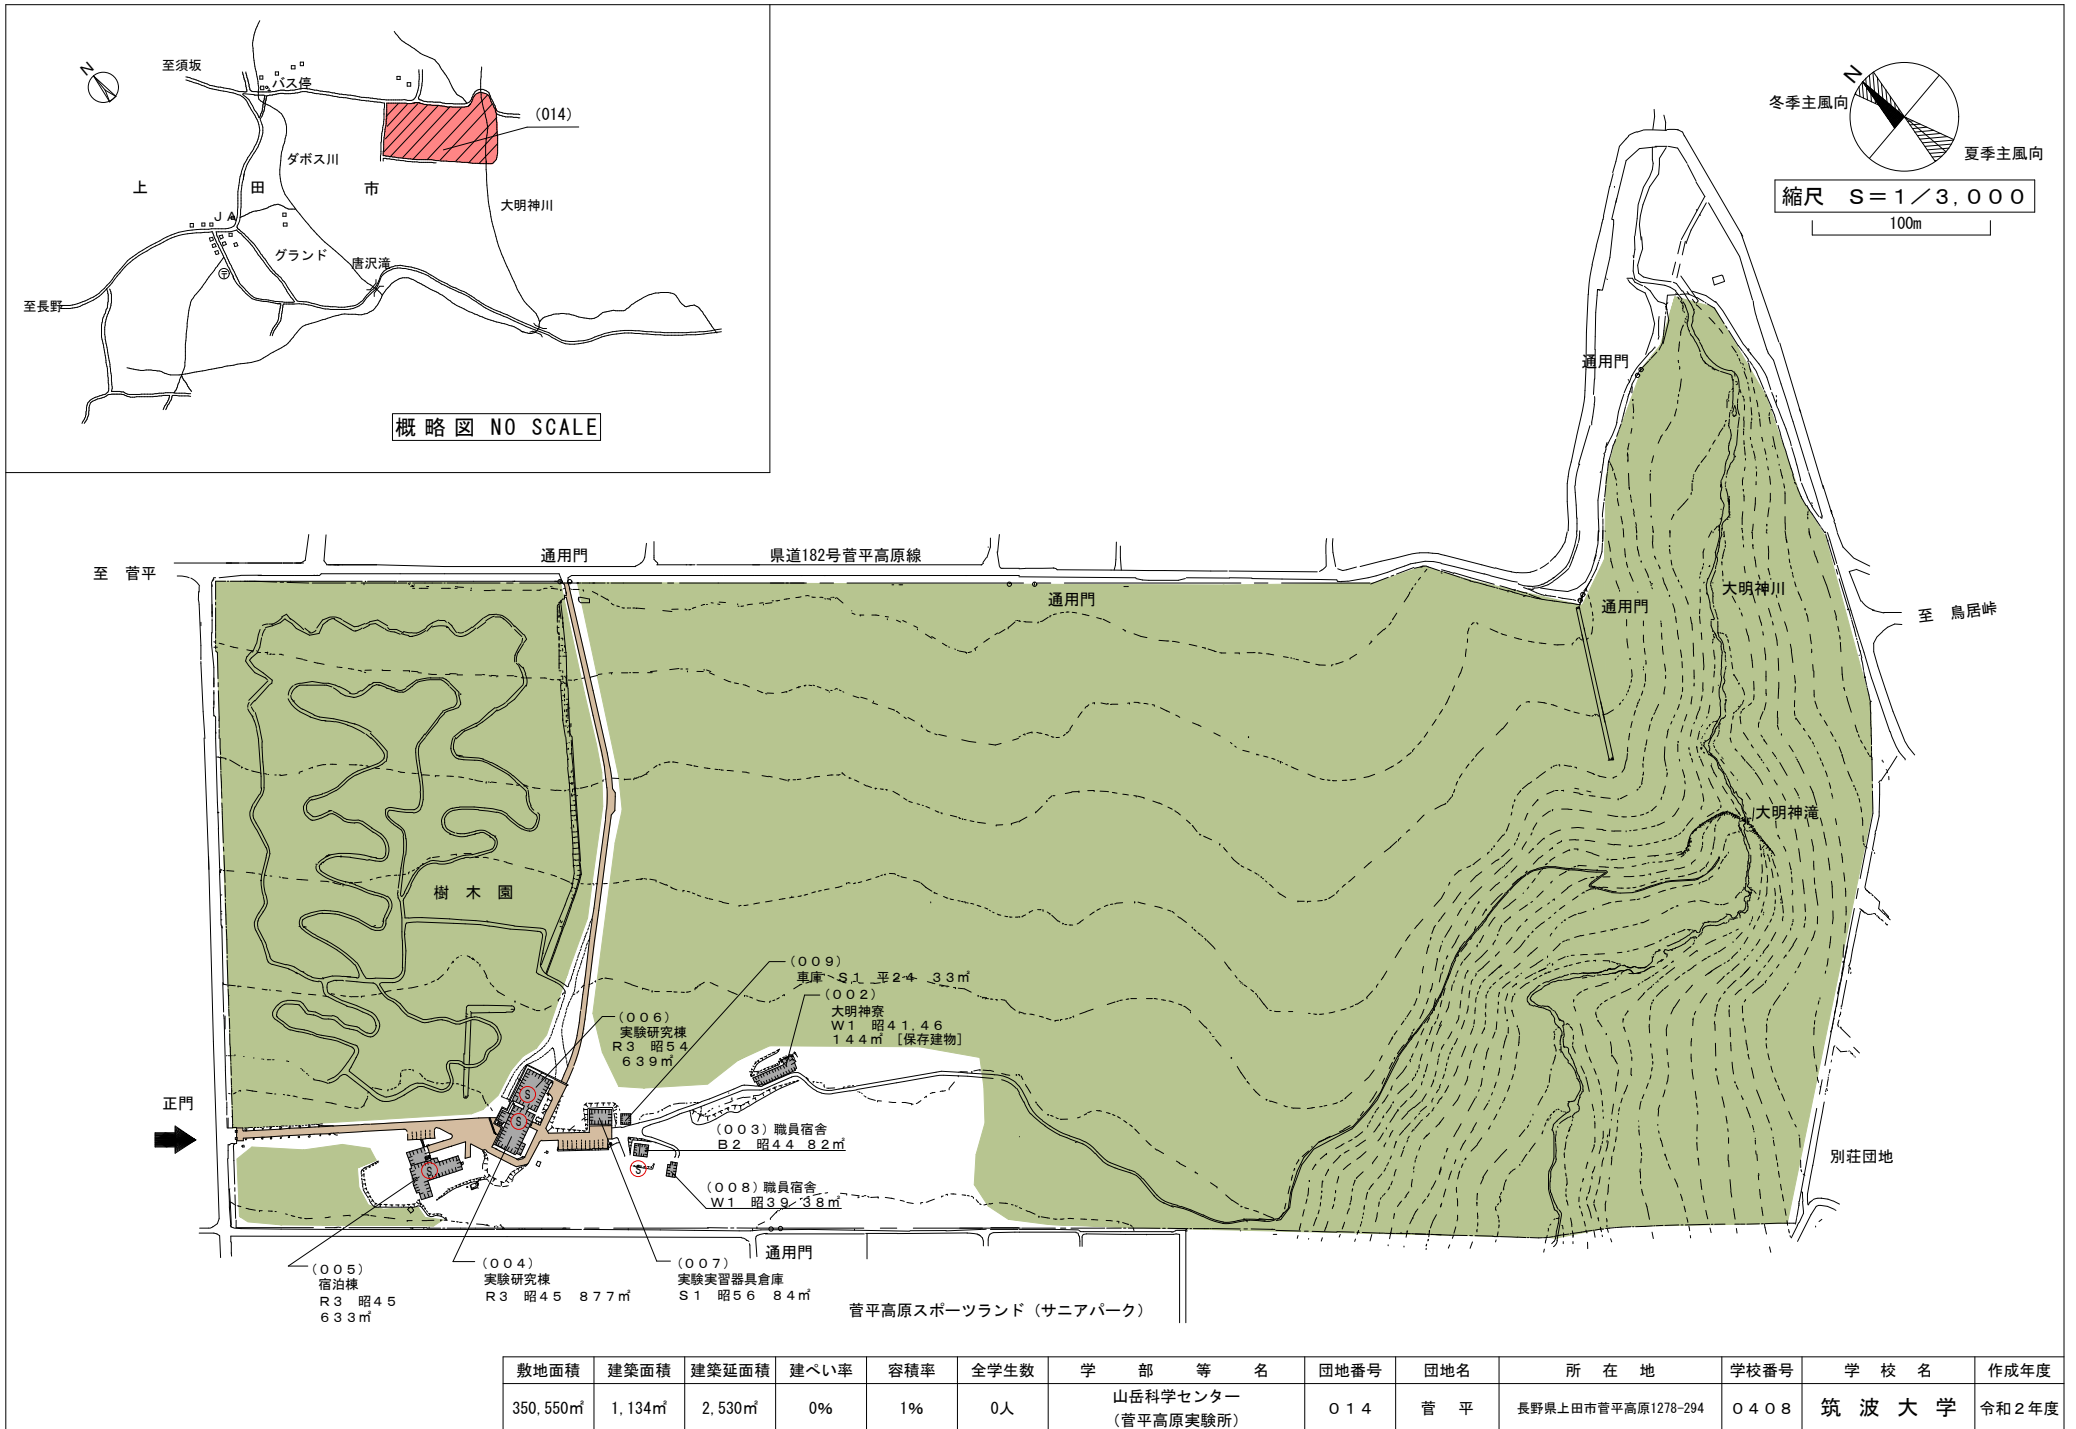 N
至須坂
バス停
(014)
ダボス川
上　田　市
大明神川
JA
グランド
唐沢滝
〒
至長野
概略図 NO SCALE
N
冬季主風向
夏季主風向
縮尺　S=1/3,000
100m
通用門
至　菅平
通用門
県道182号菅平高原線
通用門
通用門
大明神川
至　鳥居峠
大明神滝
樹木園
(009)
車庫　S1　平24　33㎡
(002)
大明神寮
W1　昭41,46
144㎡　[保存建物]
(006)
実験研究棟
R3　昭54
639㎡
S
S
S
S
正門
(003)職員宿舎
B2　昭44　82㎡
(008)職員宿舎
W1　昭39　38㎡
別荘団地
通用門
(005)
宿泊棟
R3　昭45
633㎡
(004)
実験研究棟
R3　昭45　877㎡
(007)
実験実習器具倉庫
S1　昭56　84㎡
菅平高原スポーツランド（サニアパーク）
敷地面積　建築面積　建築延面積　建ぺい率　容積率　全学生数　学部等名　団地番号　団地名　所在地　学校番号　学校名　作成年度
350,550㎡　1,134㎡　2,530㎡　0%　1%　0人　山岳科学センター
（菅平高原実験所）　014　菅平　長野県上田市菅平高原1278-294　0408　筑波大学　令和2年度